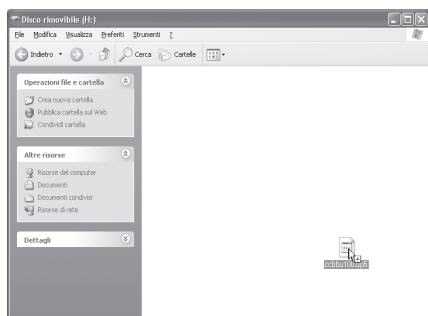 Disco rimovibile (H:)
File Modifica Visualizza Preferiti Strumenti ?
Indietro Cerca Cartelle
Operazioni file e cartella
Crea nuova cartella
Pubblica cartella sul Web
Condividi cartella
Altre risorse
Risorse del computer
Documenti
Documenti condivisi
Risorse di rete
Dettagli